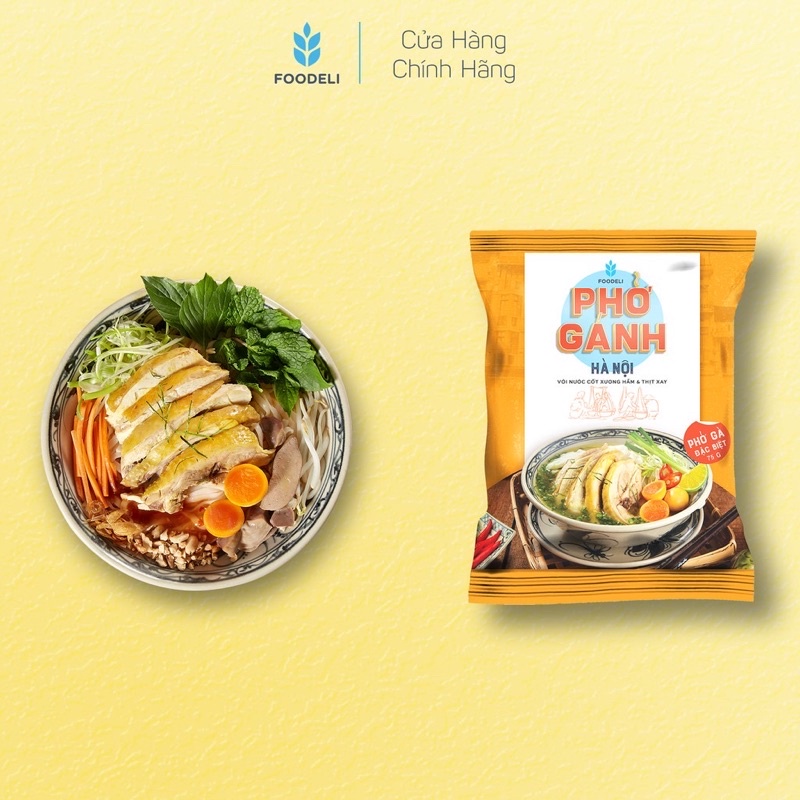 FOODELI
Cửa Hàng
Chính Hãng
FOODELI
PHỞ
GÁNH
HÀ NỘI
VỚI NƯỚC CỐT XƯƠNG HẦM & THỊT XAY
PHỞ GÀ
ĐẶC BIỆT
75 G